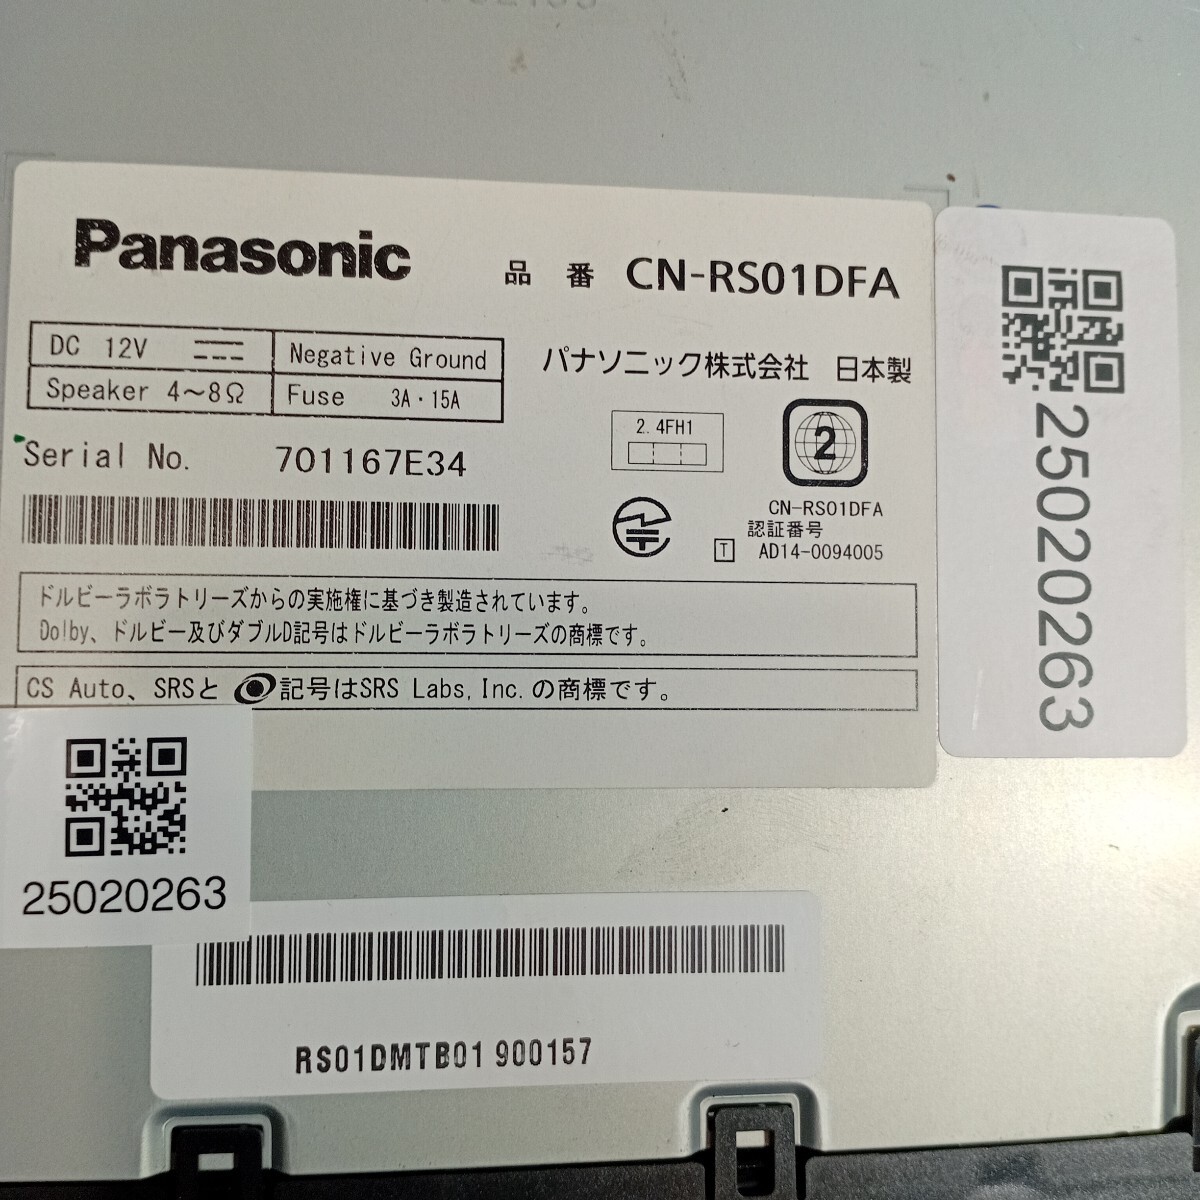 Panasonic
品 番 CN-RS01DFA
DC 12V
Negative Ground
Speaker 4～8Ω
Fuse 3A・15A
パナソニック株式会社 日本製
Serial No. 701167E34
2.4FH1
2
CN-RS01DFA
認証番号
T AD14-0094005
ドルビーラボラトリーズからの実施権に基づき製造されています。
Dolby、ドルビー及びダブルD記号はドルビーラボラトリーズの商標です。
CS Auto、SRSと 記号はSRS Labs, Inc.の商標です。
25020263
25020263
RS01DMTB01 900157